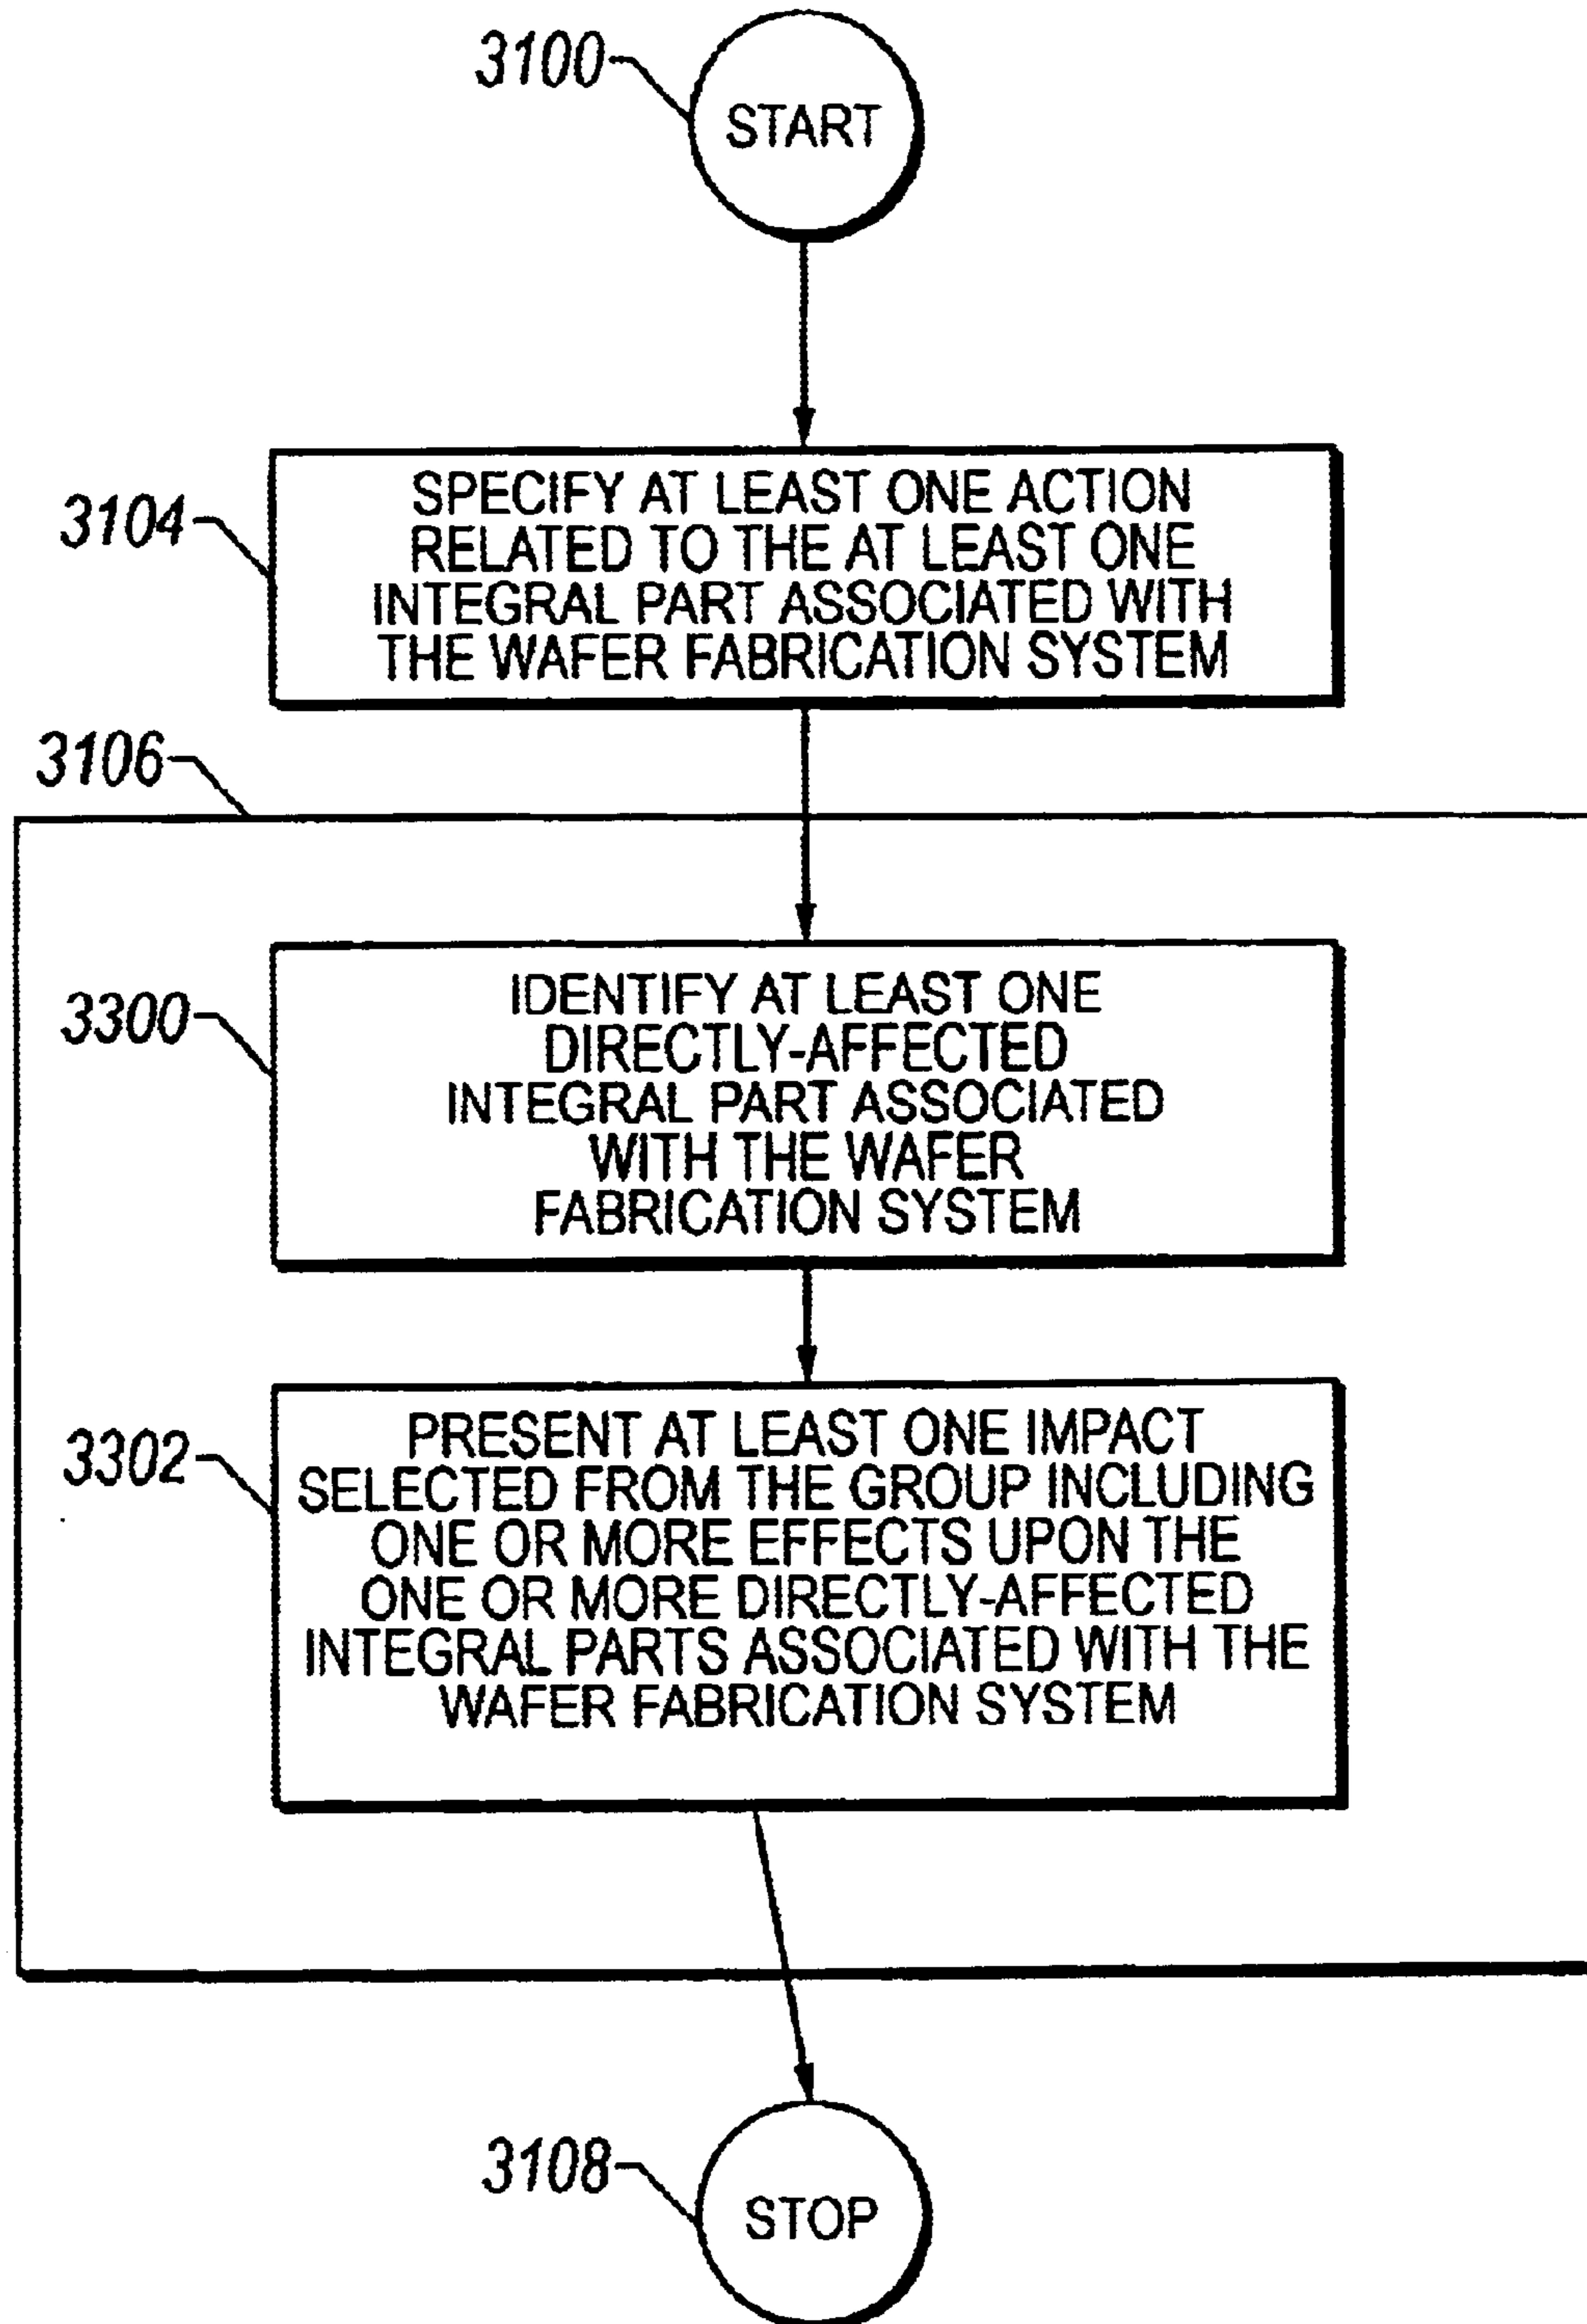 3100
START
3104
SPECIFY AT LEAST ONE ACTION
RELATED TO THE AT LEAST ONE
INTEGRAL PART ASSOCIATED WITH
THE WAFER FABRICATION SYSTEM
3106
3300
IDENTIFY AT LEAST ONE
DIRECTLY-AFFECTED
INTEGRAL PART ASSOCIATED
WITH THE WAFER
FABRICATION SYSTEM
3302
PRESENT AT LEAST ONE IMPACT
SELECTED FROM THE GROUP INCLUDING
ONE OR MORE EFFECTS UPON THE
ONE OR MORE DIRECTLY-AFFECTED
INTEGRAL PARTS ASSOCIATED WITH THE
WAFER FABRICATION SYSTEM
3108
STOP